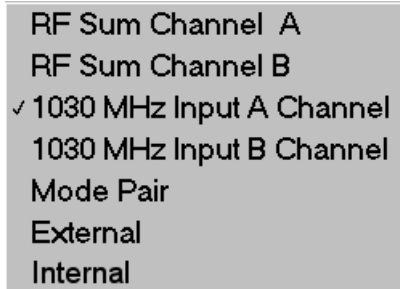 RF Sum Channel  A
RF Sum Channel B
✓ 1030 MHz Input A Channel
1030 MHz Input B Channel
Mode Pair
External
Internal